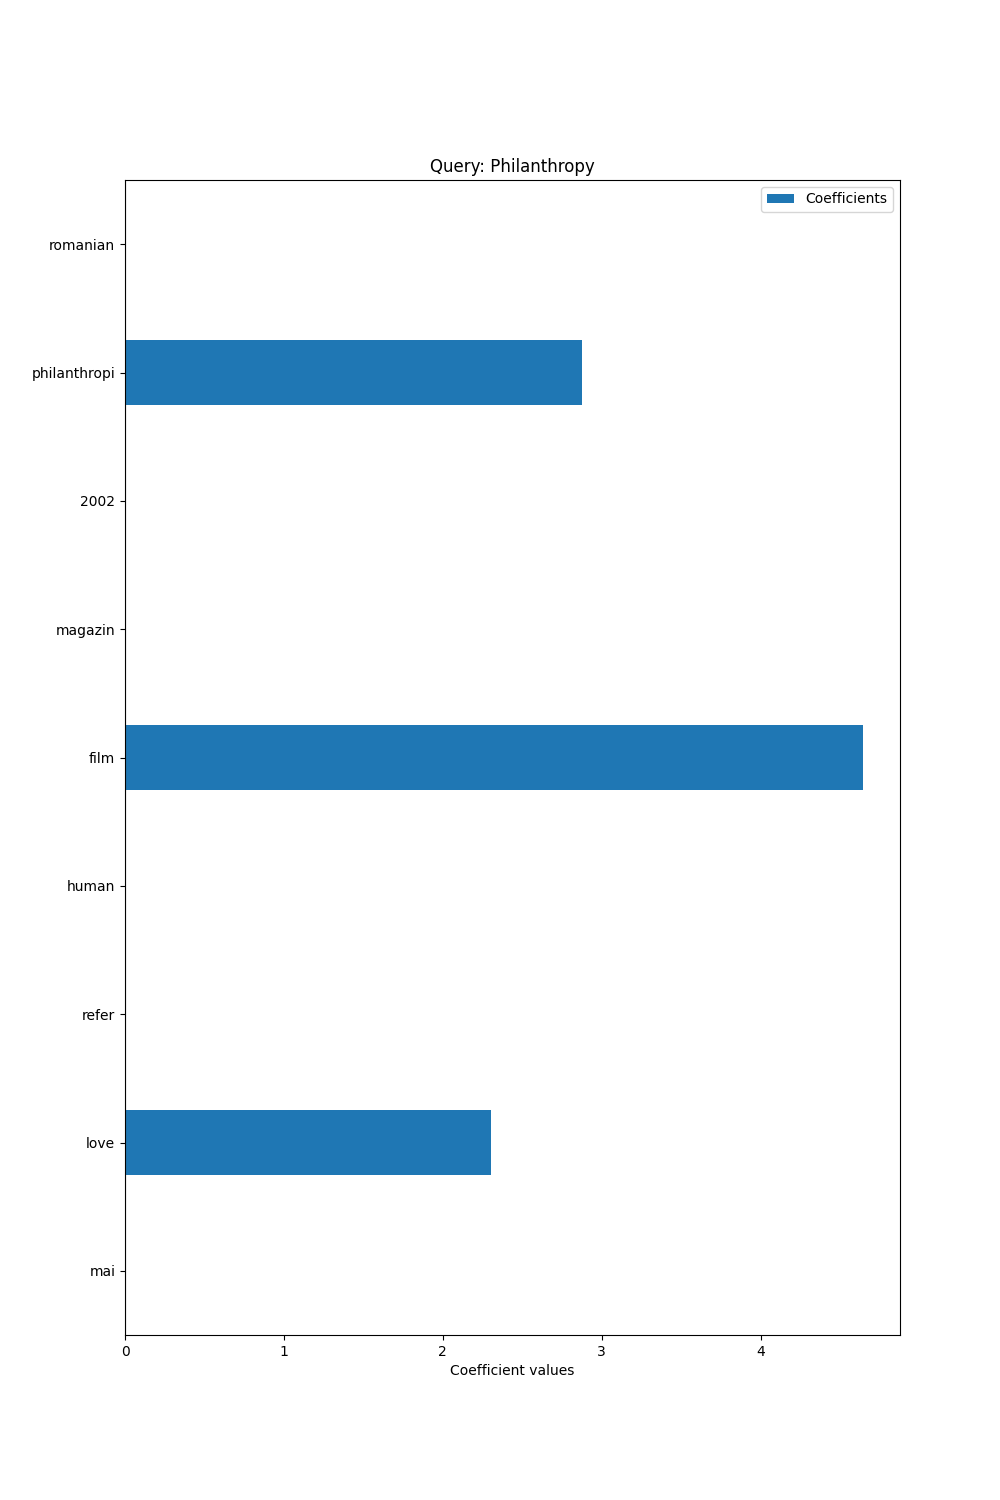 Query: Philanthropy
Coefficients
romanian
philanthropi
2002
magazin
film
human
refer
love
mai
0 1 2 3 4
Coefficient values